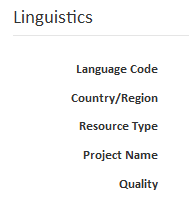 Linguistics
Language Code
Country/Region
Resource Type
Project Name
Quality